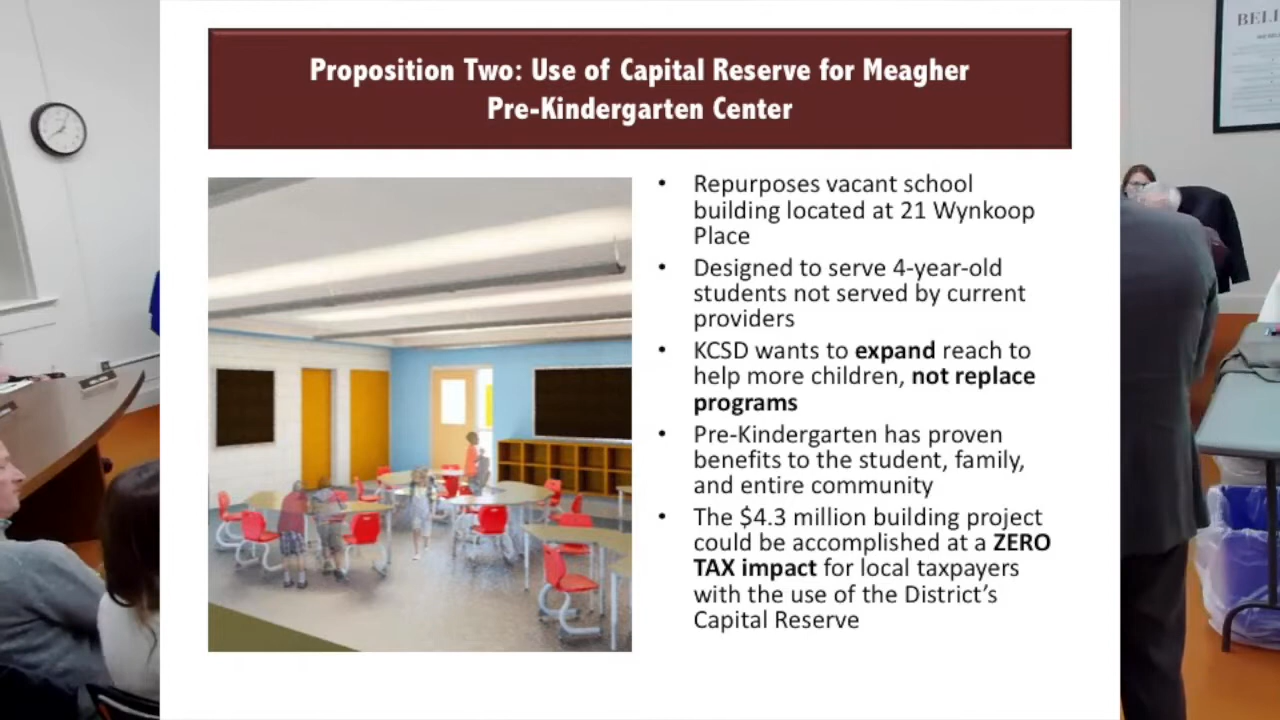 Proposition Two: Use of Capital Reserve for Meagher
Pre-Kindergarten Center
• Repurposes vacant school
building located at 21 Wynkoop
Place
• Designed to serve 4-year-old
students not served by current
providers
• KCSD wants to expand reach to
help more children, not replace
programs
• Pre-Kindergarten has proven
benefits to the student, family,
and entire community
• The $4.3 million building project
could be accomplished at a ZERO
TAX impact for local taxpayers
with the use of the District's
Capital Reserve